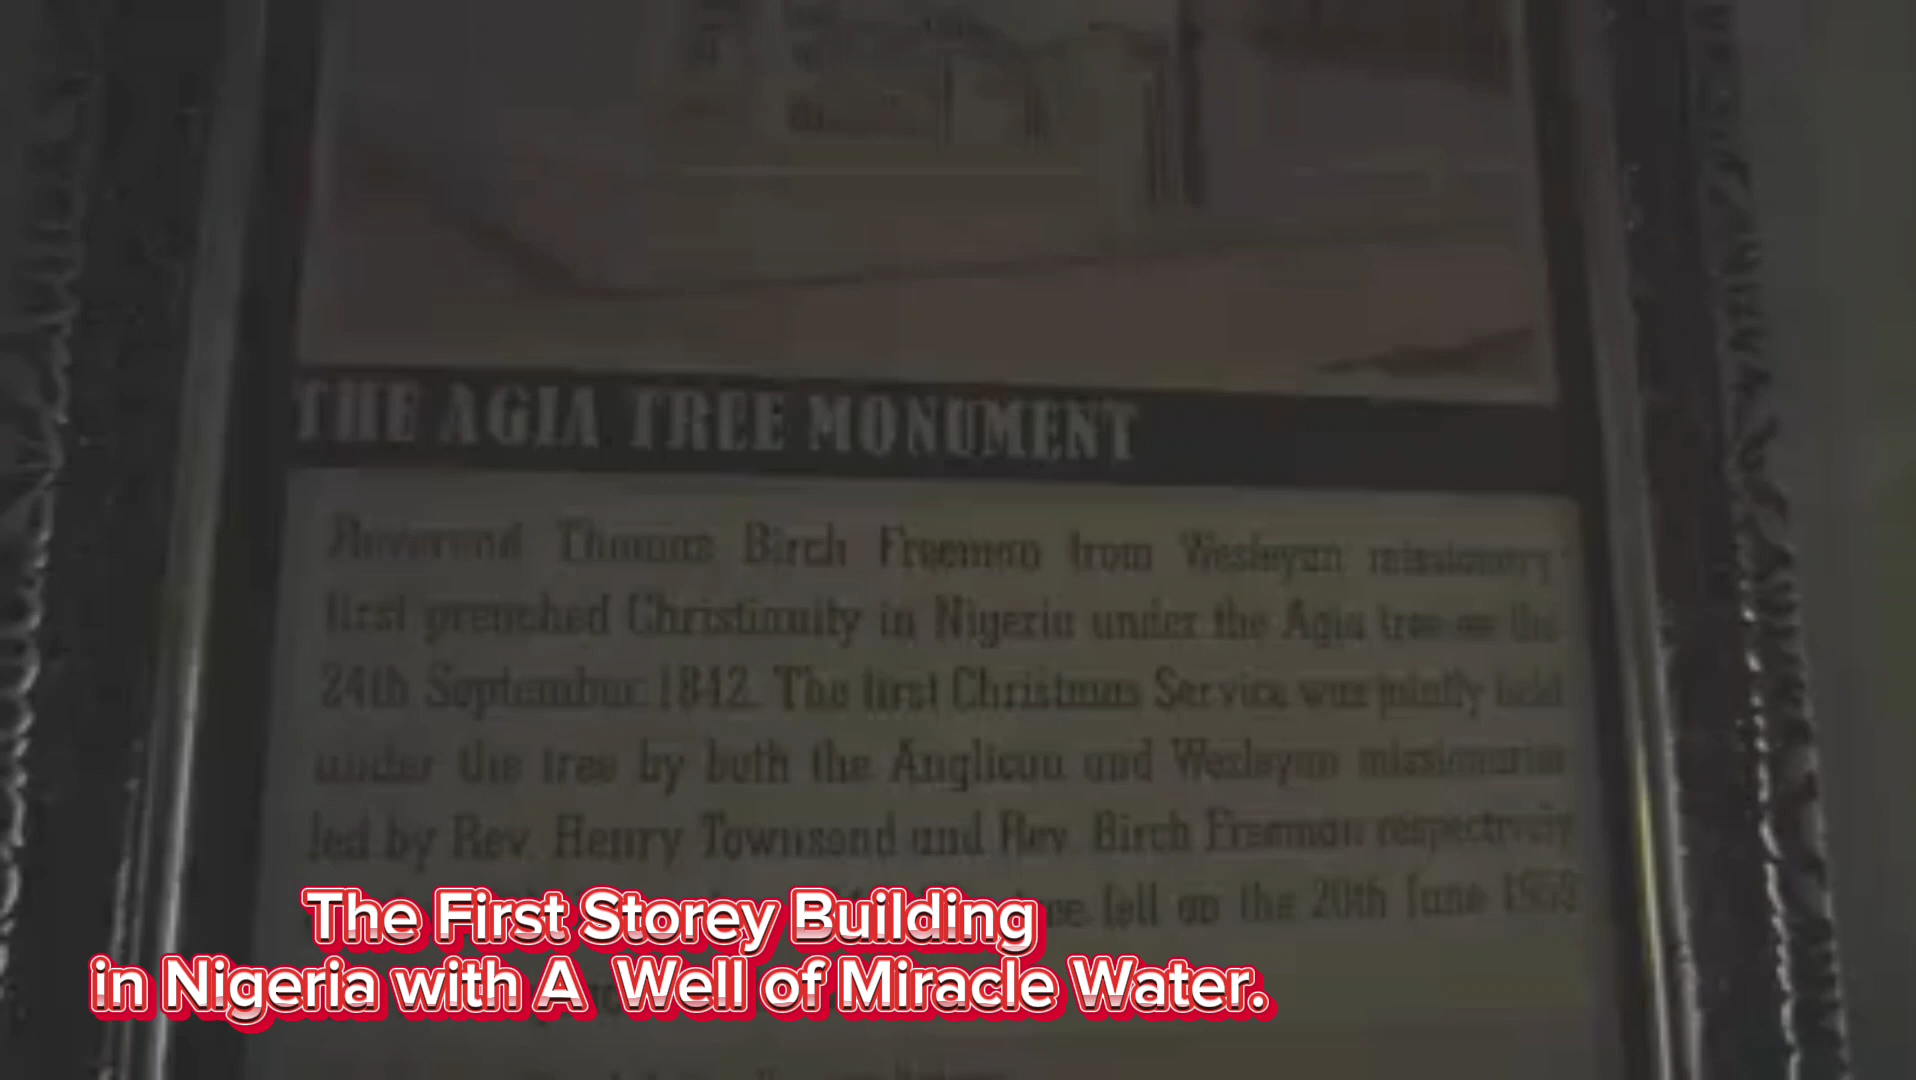 THE AGIA TREE MONUMENT
Reverend Thomas Birch Freeman from Wesleyan missionary
first preached Christianity in Nigeria under the Agia tree on the
24th September 1842. The first Christmas Service was jointly held
under the tree by both the Anglican and Wesleyan missionaries
led by Rev. Henry Townsend and Rev. Birch Freeman respectively
fell on the 20th June 1959
The First Storey Building
in Nigeria with A Well of Miracle Water.